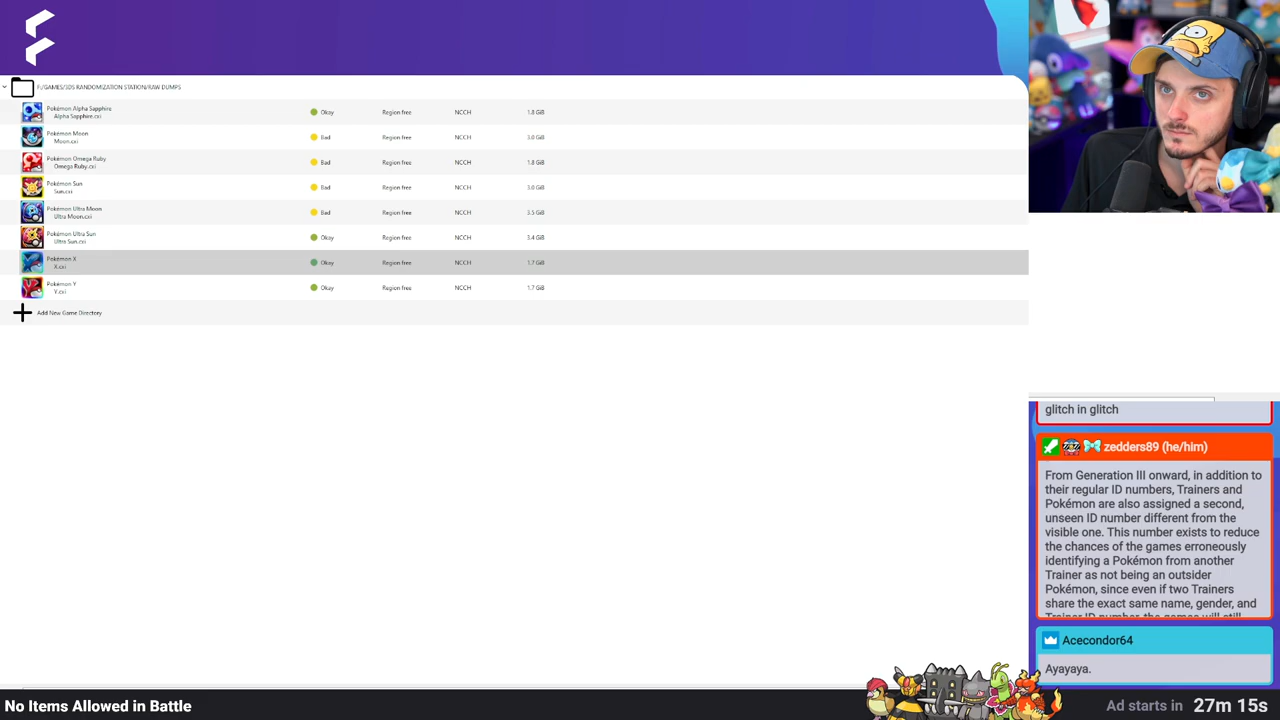 F:/GAMES/3DS RANDOMIZATION STATION/RAW DUMPS
Pokémon Alpha Sapphire
Alpha Sapphire.cxi
Okay Region free NCCH 1.8 GiB
Pokémon Moon
Moon.cxi
Bad Region free NCCH 3.0 GiB
Pokémon Omega Ruby
Omega Ruby.cxi
Bad Region free NCCH 1.8 GiB
Pokémon Sun
Sun.cxi
Bad Region free NCCH 3.0 GiB
Pokémon Ultra Moon
Ultra Moon.cxi
Bad Region free NCCH 3.5 GiB
Pokémon Ultra Sun
Ultra Sun.cxi
Okay Region free NCCH 3.4 GiB
Pokémon X
X.cxi
Okay Region free NCCH 1.7 GiB
Pokémon Y
Y.cxi
Okay Region free NCCH 1.7 GiB
Add New Game Directory
glitch in glitch
zedders89 (he/him)
From Generation III onward, in addition to
their regular ID numbers, Trainers and
Pokémon are also assigned a second,
unseen ID number different from the
visible one. This number exists to reduce
the chances of the games erroneously
identifying a Pokémon from another
Trainer as not being an outsider
Pokémon, since even if two Trainers
share the exact same name, gender, and
Trainer ID number, the games will still
Acecondor64
Ayayaya.
No Items Allowed in Battle
Ad starts in 27m 15s